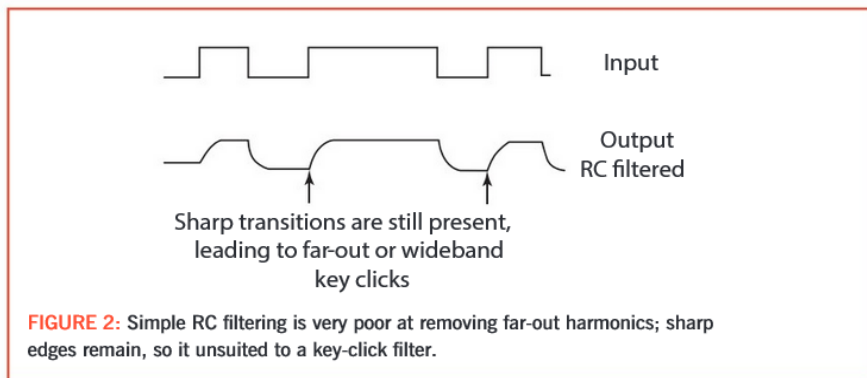 Input
Output
RC filtered
Sharp transitions are still present,
leading to far-out or wideband
key clicks
FIGURE 2: Simple RC filtering is very poor at removing far-out harmonics; sharp
edges remain, so it unsuited to a key-click filter.